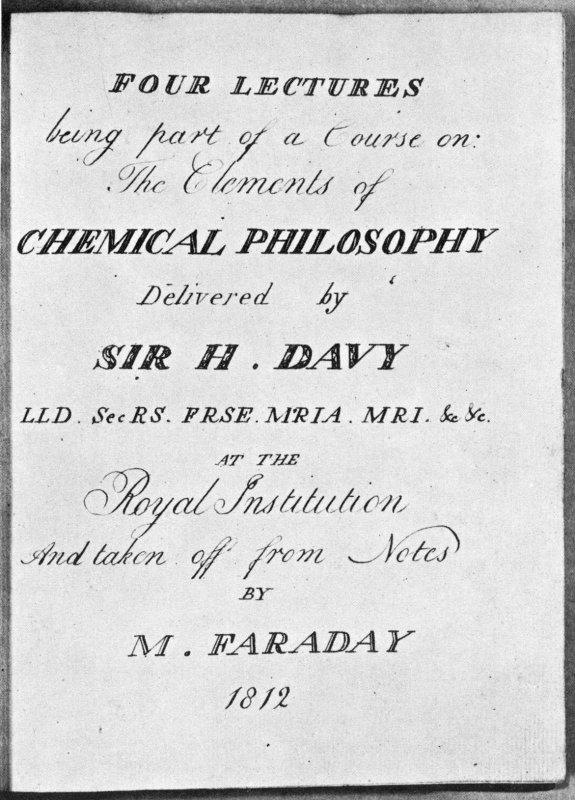 FOUR LECTURES
being part of a Course on:
The Elements of
CHEMICAL PHILOSOPHY
Delivered by
SIR H. DAVY
LLD. SecRS. FRSE. MRIA. MRI. &c &c.
AT THE
Royal Institution
And taken off from Notes
BY
M. FARADAY
1812